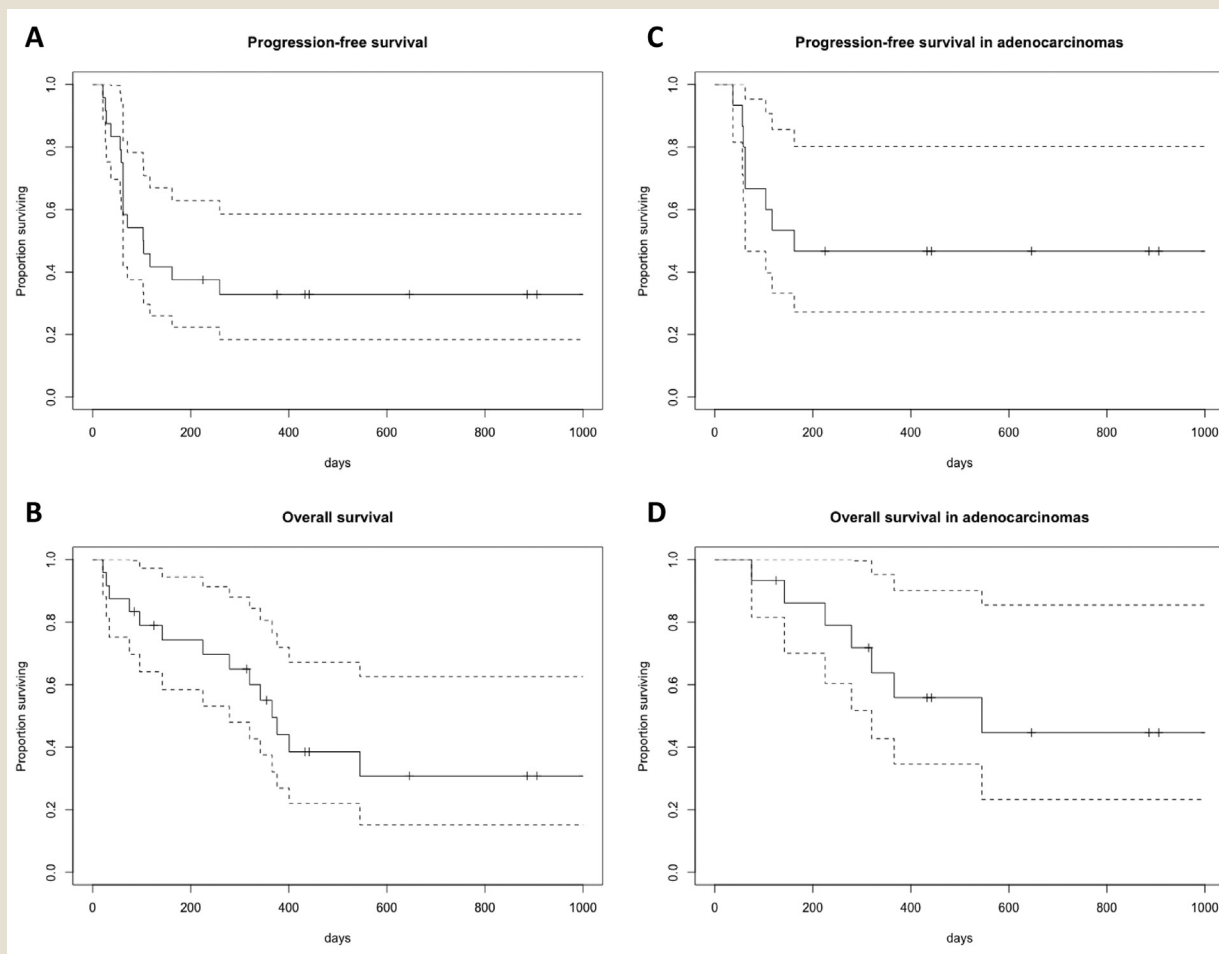 A
Progression-free survival
Proportion surviving
1.0
0.8
0.6
0.4
0.2
0.0
0 200 400 600 800 1000
days
B
Overall survival
Proportion surviving
1.0
0.8
0.6
0.4
0.2
0.0
0 200 400 600 800 1000
days
C
Progression-free survival in adenocarcinomas
Proportion surviving
1.0
0.8
0.6
0.4
0.2
0.0
0 200 400 600 800 1000
days
D
Overall survival in adenocarcinomas
Proportion surviving
1.0
0.8
0.6
0.4
0.2
0.0
0 200 400 600 800 1000
days